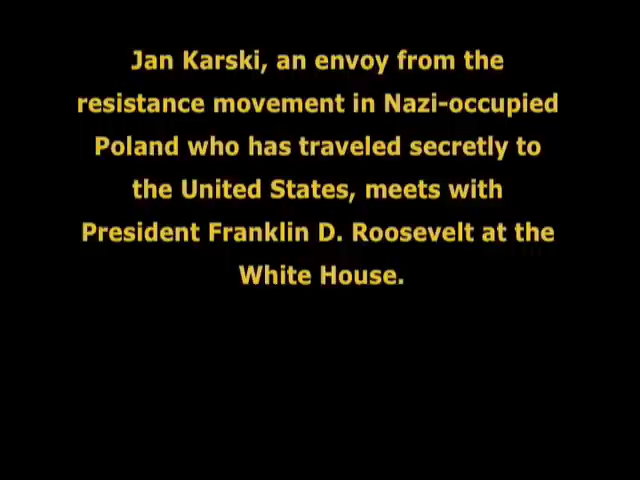 Jan Karski, an envoy from the
resistance movement in Nazi-occupied
Poland who has traveled secretly to
the United States, meets with
President Franklin D. Roosevelt at the
White House.